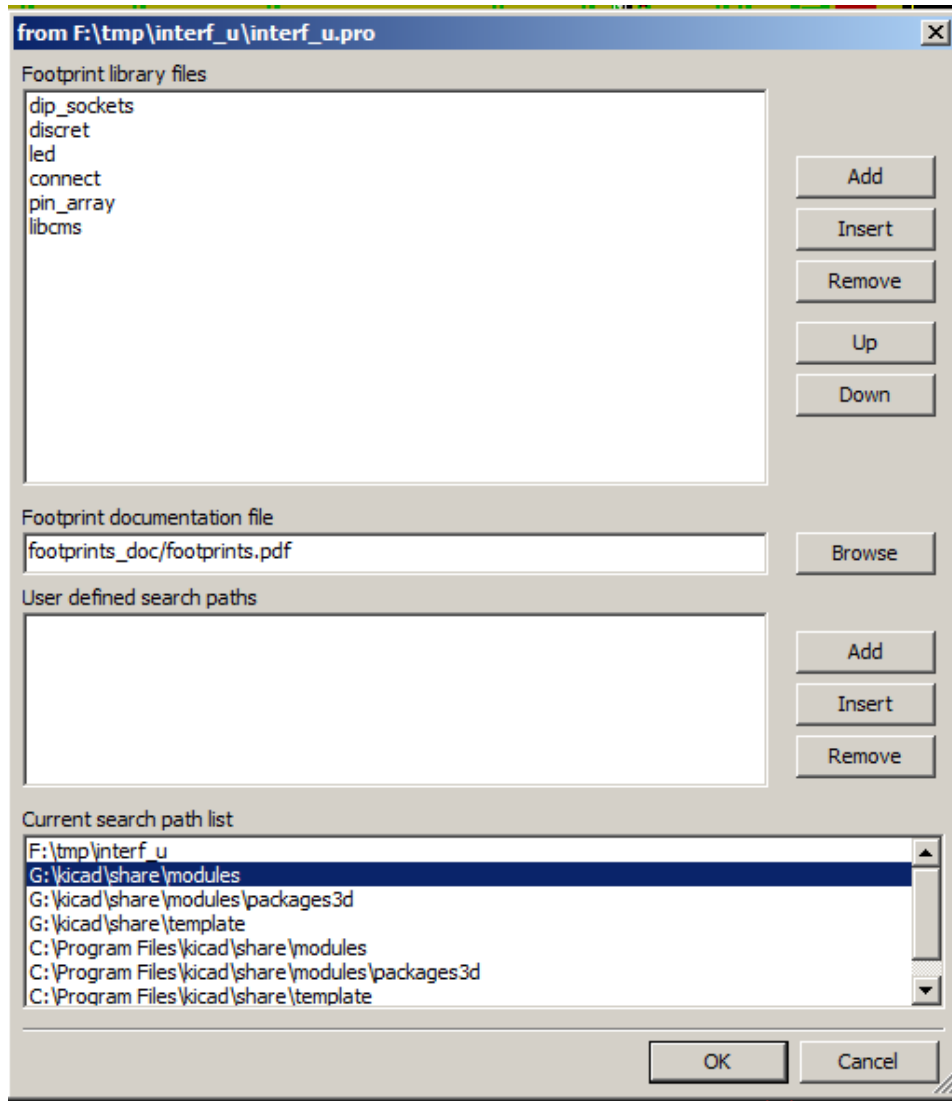 from F:\tmp\interf_u\interf_u.pro
Footprint library files
dip_sockets
discret
led
connect
pin_array
libcms
Add
Insert
Remove
Up
Down
Footprint documentation file
footprints_doc/footprints.pdf
Browse
User defined search paths
Add
Insert
Remove
Current search path list
F:\tmp\interf_u
G:\kicad\share\modules
G:\kicad\share\modules\packages3d
G:\kicad\share\template
C:\Program Files\kicad\share\modules
C:\Program Files\kicad\share\modules\packages3d
C:\Program Files\kicad\share\template
OK
Cancel